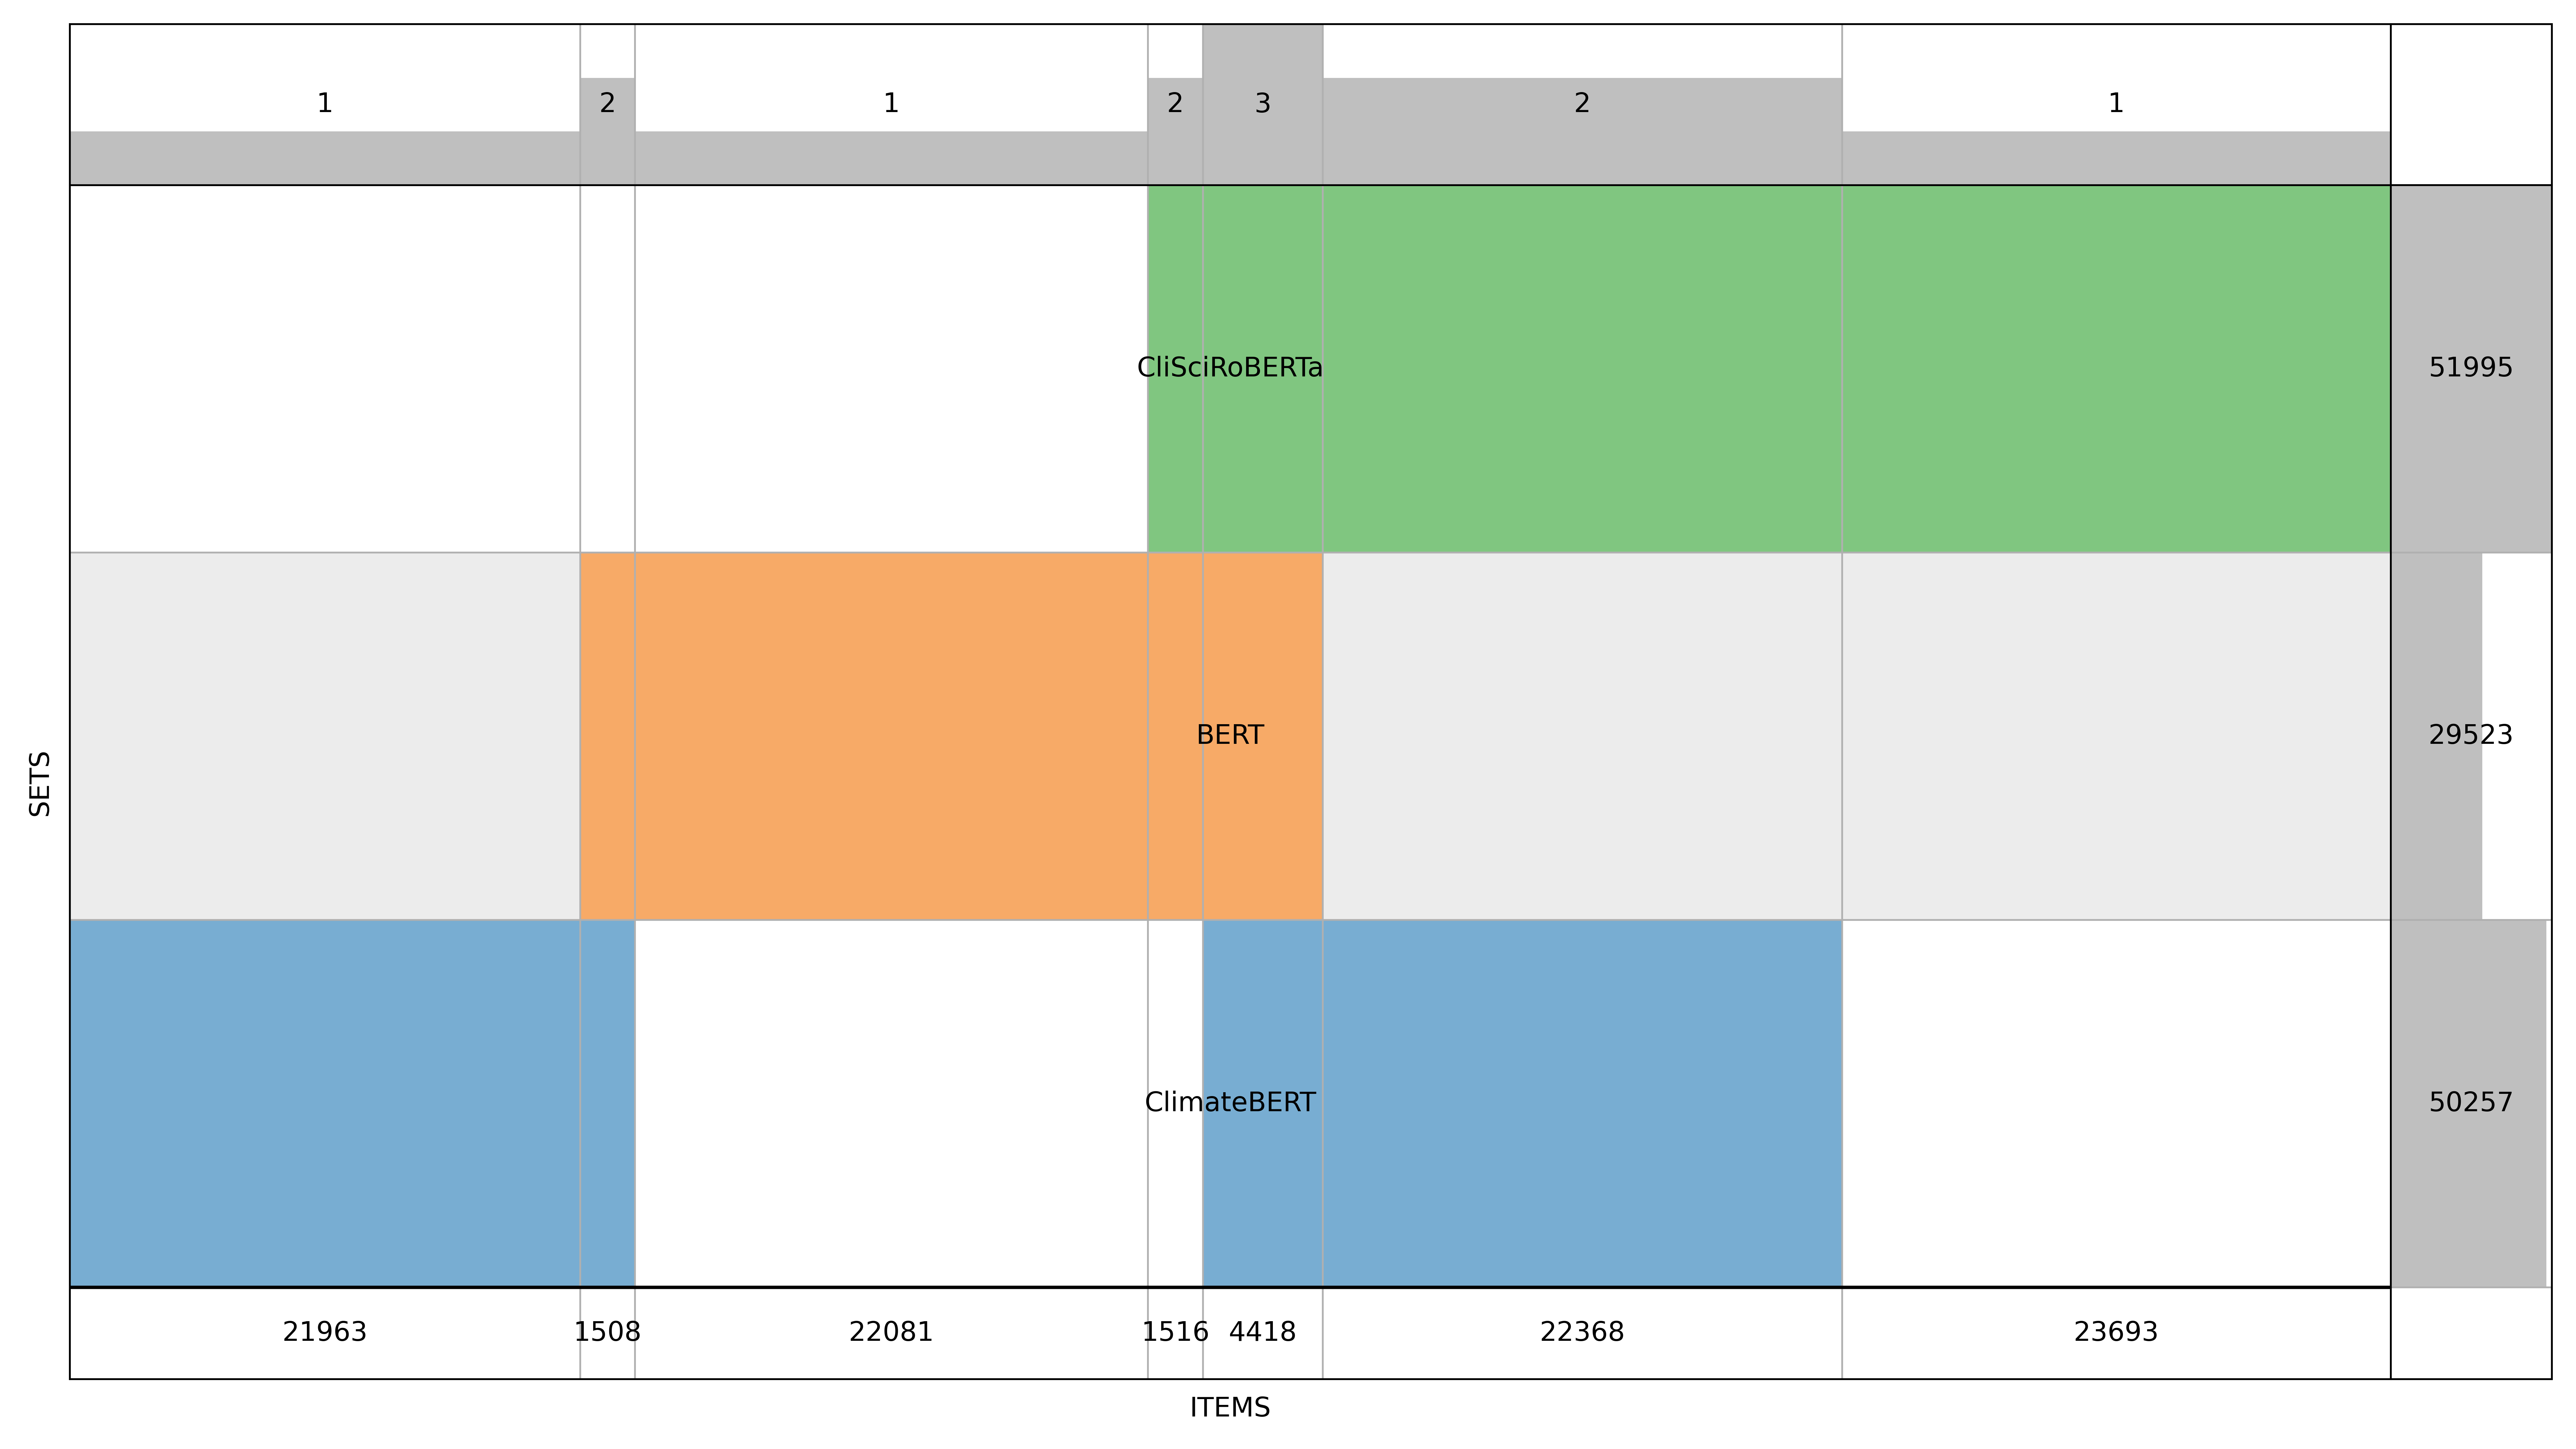 1 2 1 2 3 2 1
CliSciRoBERTa 51995
BERT 29523
SETS
ClimateBERT 50257
21963 1508 22081 1516 4418 22368 23693
ITEMS